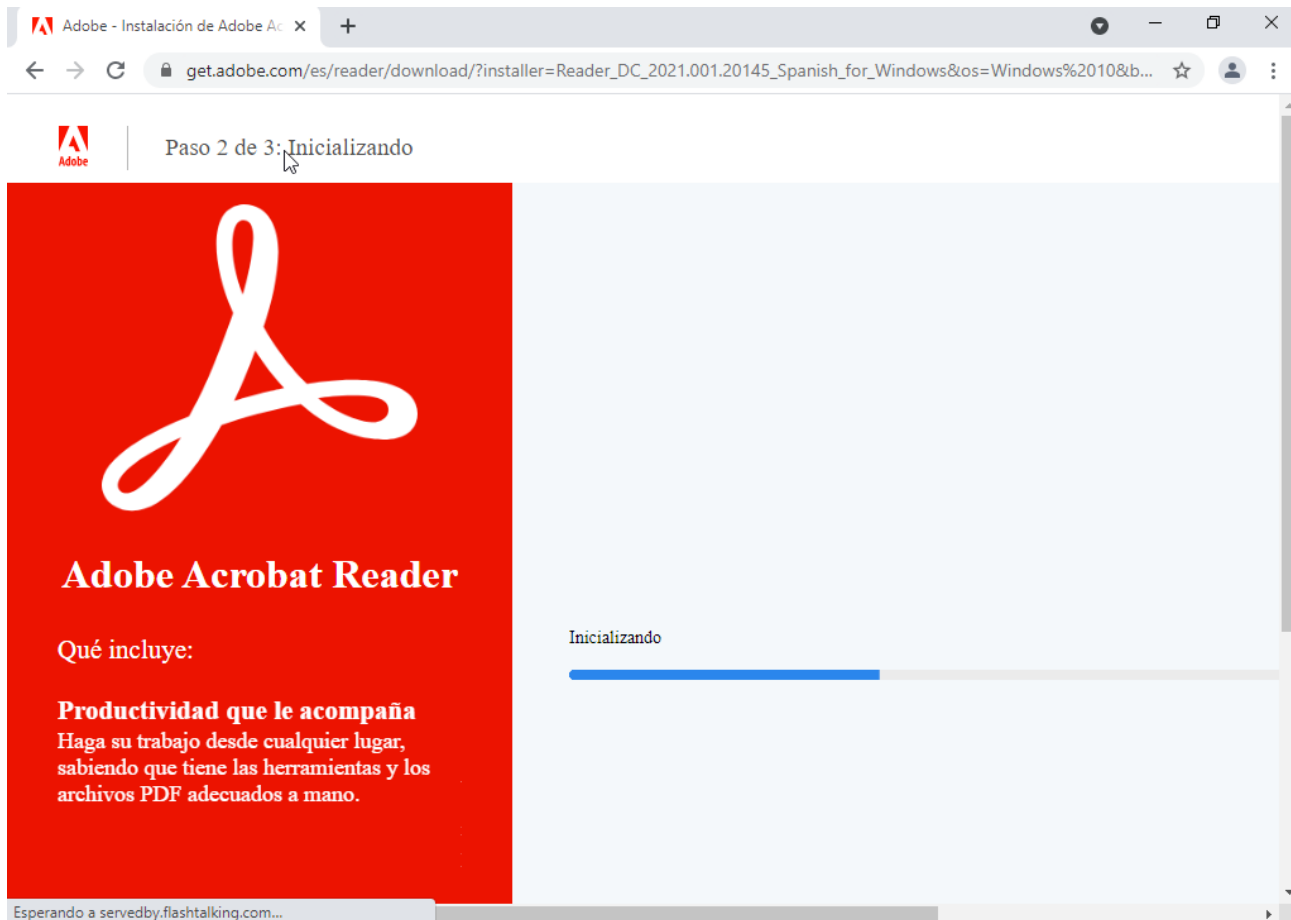 Adobe - Instalación de Adobe Ac
get.adobe.com/es/reader/download/?installer=Reader_DC_2021.001.20145_Spanish_for_Windows&os=Windows%2010&b...
Adobe
Paso 2 de 3: Inicializando
Adobe Acrobat Reader
Qué incluye:
Productividad que le acompaña
Haga su trabajo desde cualquier lugar,
sabiendo que tiene las herramientas y los
archivos PDF adecuados a mano.
Inicializando
Esperando a servedby.flashtalking.com...